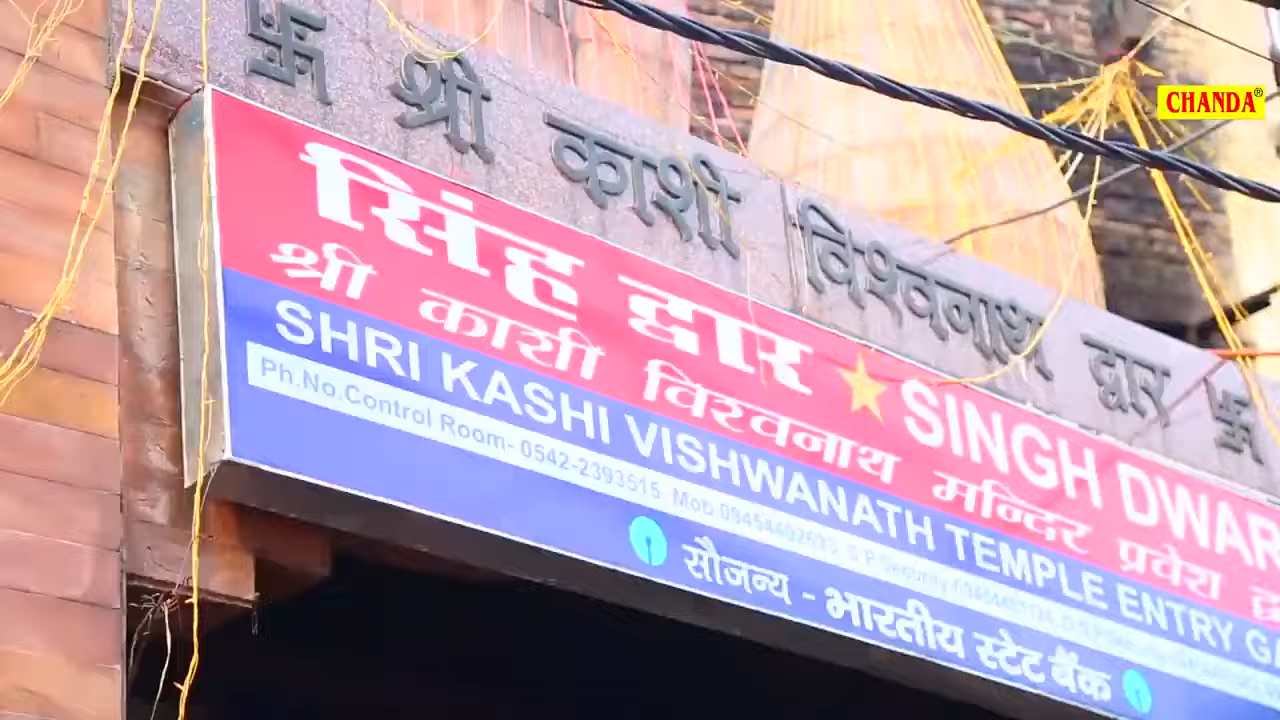 卐 श्री काशी विश्वनाथ द्वार 卐
CHANDA®
सिंह द्वार ★ SINGH DWAR
श्री काशी विश्वनाथ मन्दिर प्रवेश
SHRI KASHI VISHWANATH TEMPLE ENTRY
Ph.No.Control Room- 0542-2393515 Mob S.P.Security
सौजन्य - भारतीय स्टेट बैंक